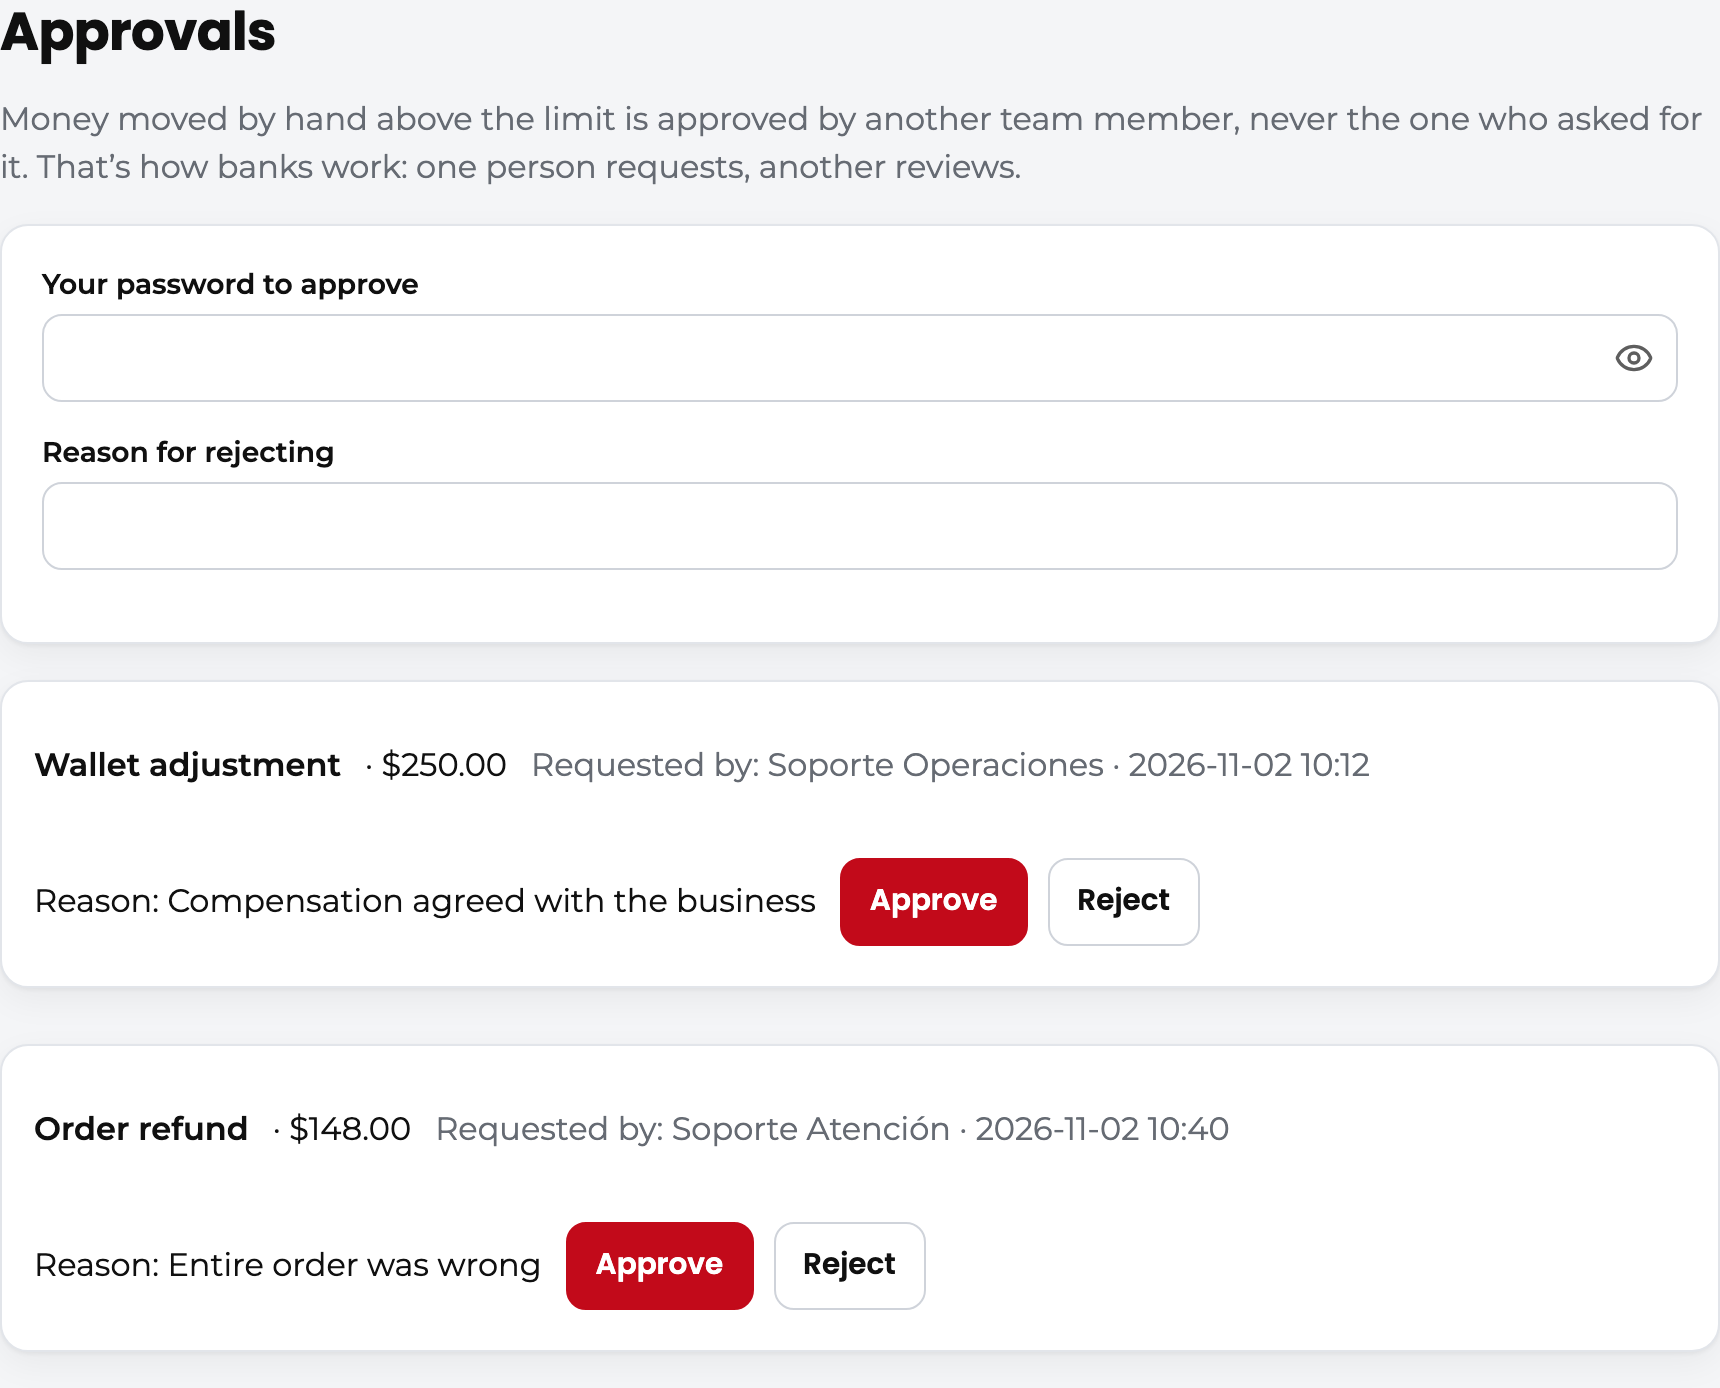 Approvals
Money moved by hand above the limit is approved by another team member, never the one who asked for
it. That’s how banks work: one person requests, another reviews.
Your password to approve
Reason for rejecting
Wallet adjustment · $250.00 Requested by: Soporte Operaciones · 2026-11-02 10:12
Reason: Compensation agreed with the business Approve Reject
Order refund · $148.00 Requested by: Soporte Atención · 2026-11-02 10:40
Reason: Entire order was wrong Approve Reject